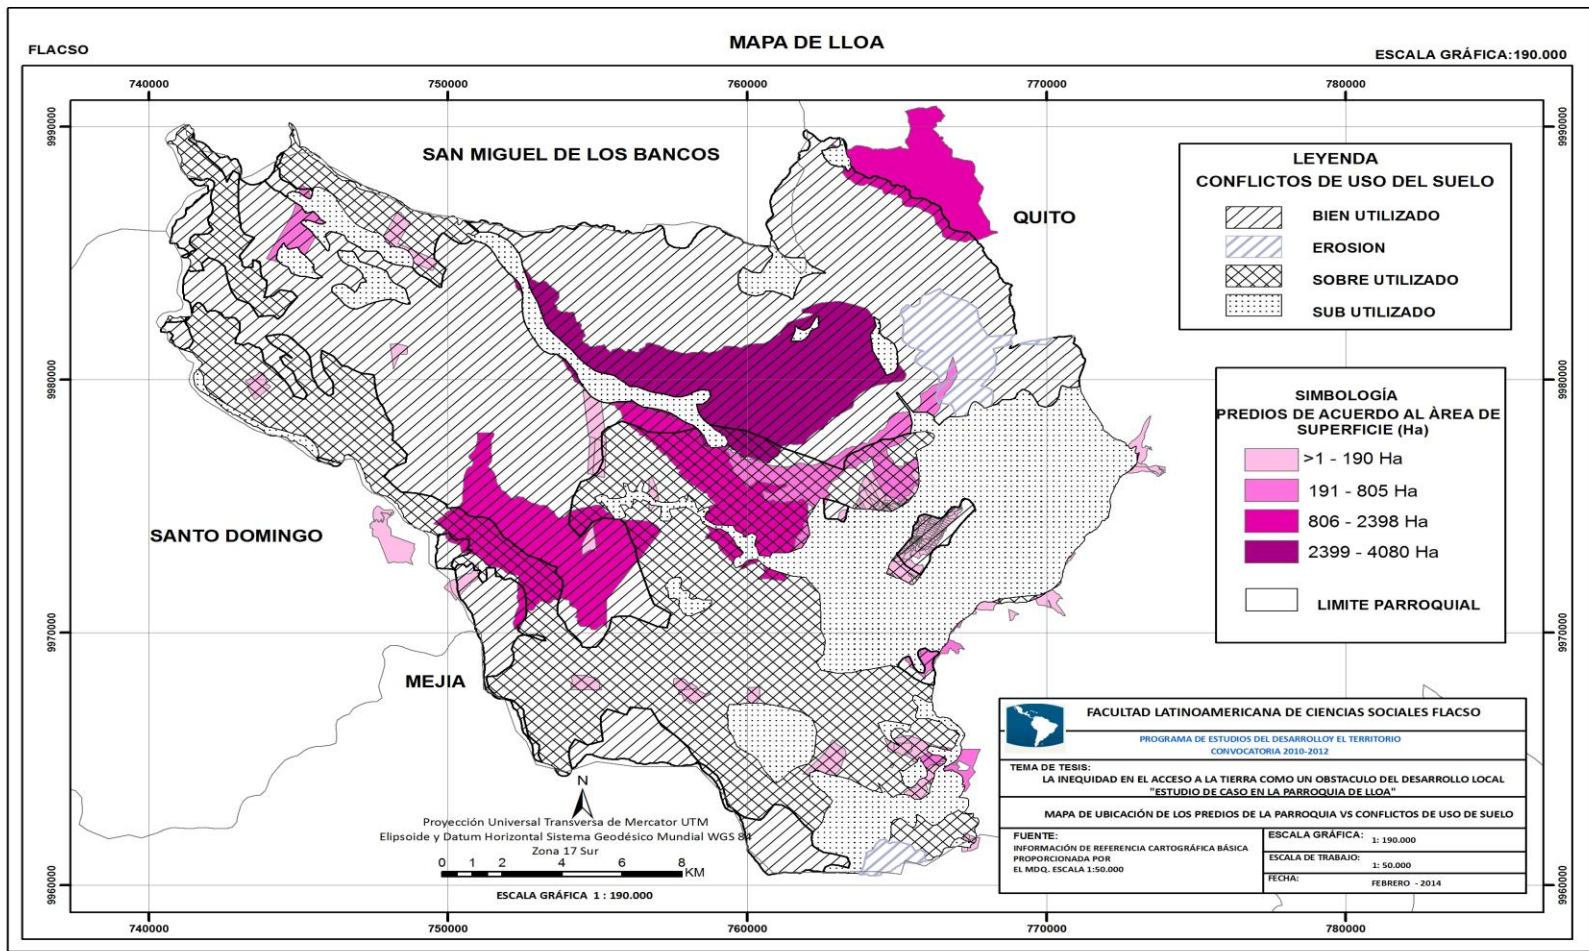 FLACSO
MAPA DE LLOA
ESCALA GRÁFICA:190.000
740000
750000
760000
770000
780000
9990000
9990000
SAN MIGUEL DE LOS BANCOS
QUITO
LEYENDA
CONFLICTOS DE USO DEL SUELO
BIEN UTILIZADO
EROSION
SOBRE UTILIZADO
SUB UTILIZADO
9980000
9980000
SIMBOLOGÍA
PREDIOS DE ACUERDO AL ÀREA DE
SUPERFICIE (Ha)
>1 - 190 Ha
191 - 805 Ha
806 - 2398 Ha
2399 - 4080 Ha
LIMITE PARROQUIAL
SANTO DOMINGO
9970000
9970000
MEJIA
N
Proyección Universal Transversa de Mercator UTM
Elipsoide y Datum Horizontal Sistema Geodésico Mundial WGS 84
Zona 17 Sur
0 1 2 4 6 8
KM
ESCALA GRÁFICA 1 : 190.000
FACULTAD LATINOAMERICANA DE CIENCIAS SOCIALES FLACSO
PROGRAMA DE ESTUDIOS DEL DESARROLLOY EL TERRITORIO
CONVOCATORIA 2010-2012
TEMA DE TESIS:
LA INEQUIDAD EN EL ACCESO A LA TIERRA COMO UN OBSTACULO DEL DESARROLLO LOCAL
"ESTUDIO DE CASO EN LA PARROQUIA DE LLOA"
MAPA DE UBICACIÓN DE LOS PREDIOS DE LA PARROQUIA VS CONFLICTOS DE USO DE SUELO
FUENTE:
INFORMACIÓN DE REFERENCIA CARTOGRÁFICA BÁSICA
PROPORCIONADA POR
EL MDQ. ESCALA 1:50.000
ESCALA GRÁFICA:
1: 190.000
ESCALA DE TRABAJO:
1: 50.000
FECHA:
FEBRERO - 2014
9960000
9960000
740000
750000
760000
770000
780000